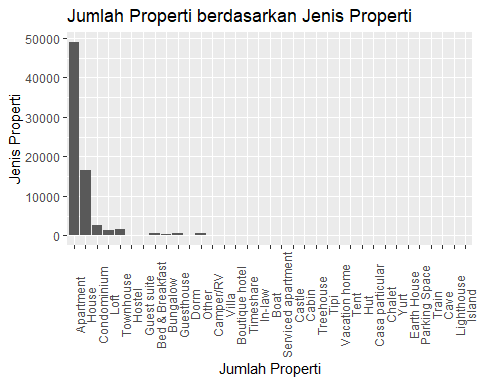 Jumlah Properti berdasarkan Jenis Properti
Jenis Properti
50000
40000
30000
20000
10000
0
Apartment
House
Condominium
Loft
Townhouse
Hostel
Guest suite
Bed & Breakfast
Bungalow
Guesthouse
Dorm
Other
Camper/RV
Villa
Boutique hotel
Timeshare
In-law
Boat
Serviced apartment
Castle
Cabin
Treehouse
Tipi
Vacation home
Tent
Hut
Casa particular
Chalet
Yurt
Earth House
Parking Space
Train
Cave
Lighthouse
Island
Jumlah Properti